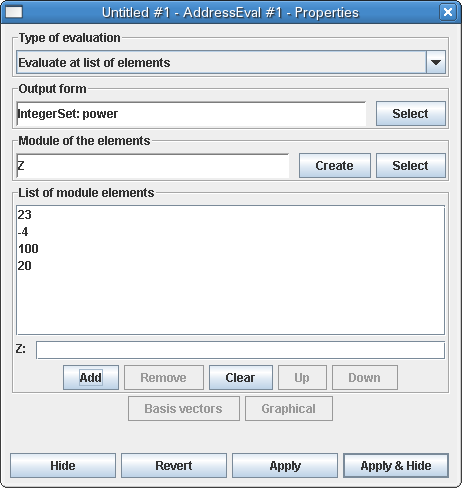 Untitled #1 - AddressEval #1 - Properties
Type of evaluation
Evaluate at list of elements
Output form
IntegerSet: power
Select
Module of the elements
Z
Create
Select
List of module elements
23
-4
100
20
Z:
Add
Remove
Clear
Up
Down
Basis vectors
Graphical
Hide
Revert
Apply
Apply & Hide